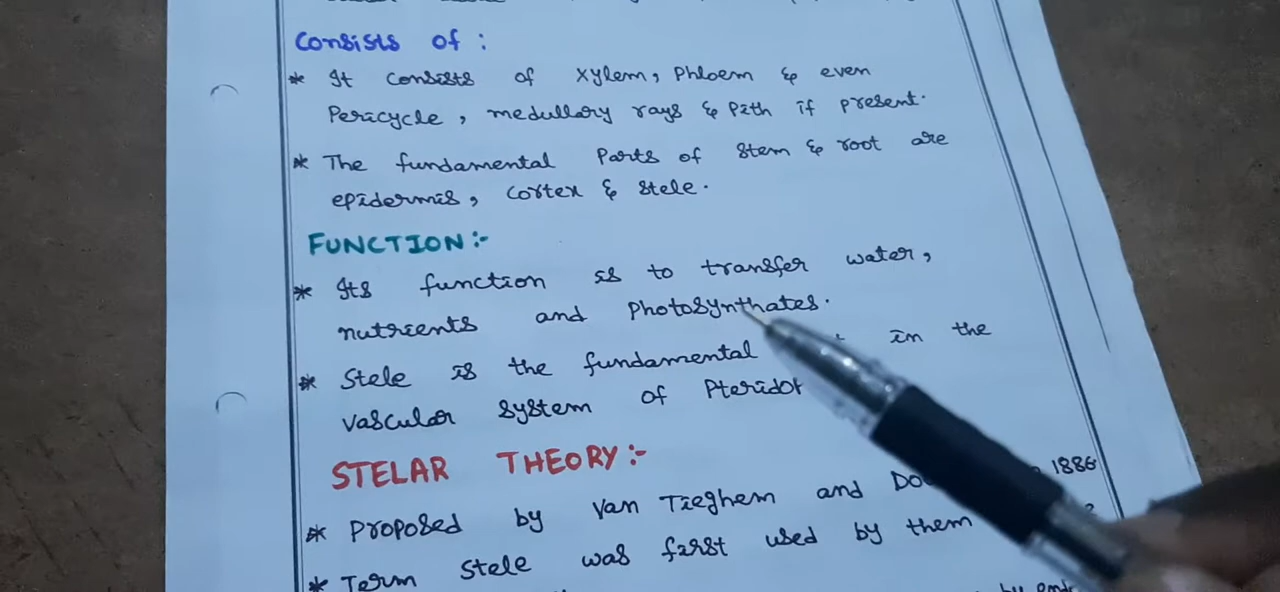 Consists of :
* It consists of Xylem, Phloem & even
Pericycle, medullary rays & Pith if present.
* The fundamental Parts of Stem & root are
epidermis, Cortex & Stele.
FUNCTION:-
* Its function is to transfer water,
nutrients and Photosynthates.
* Stele is the fundamental in the
vascular system of
STELAR THEORY:-
* Proposed by Van Tieghem and 1886
* Term Stele was first used by them
by